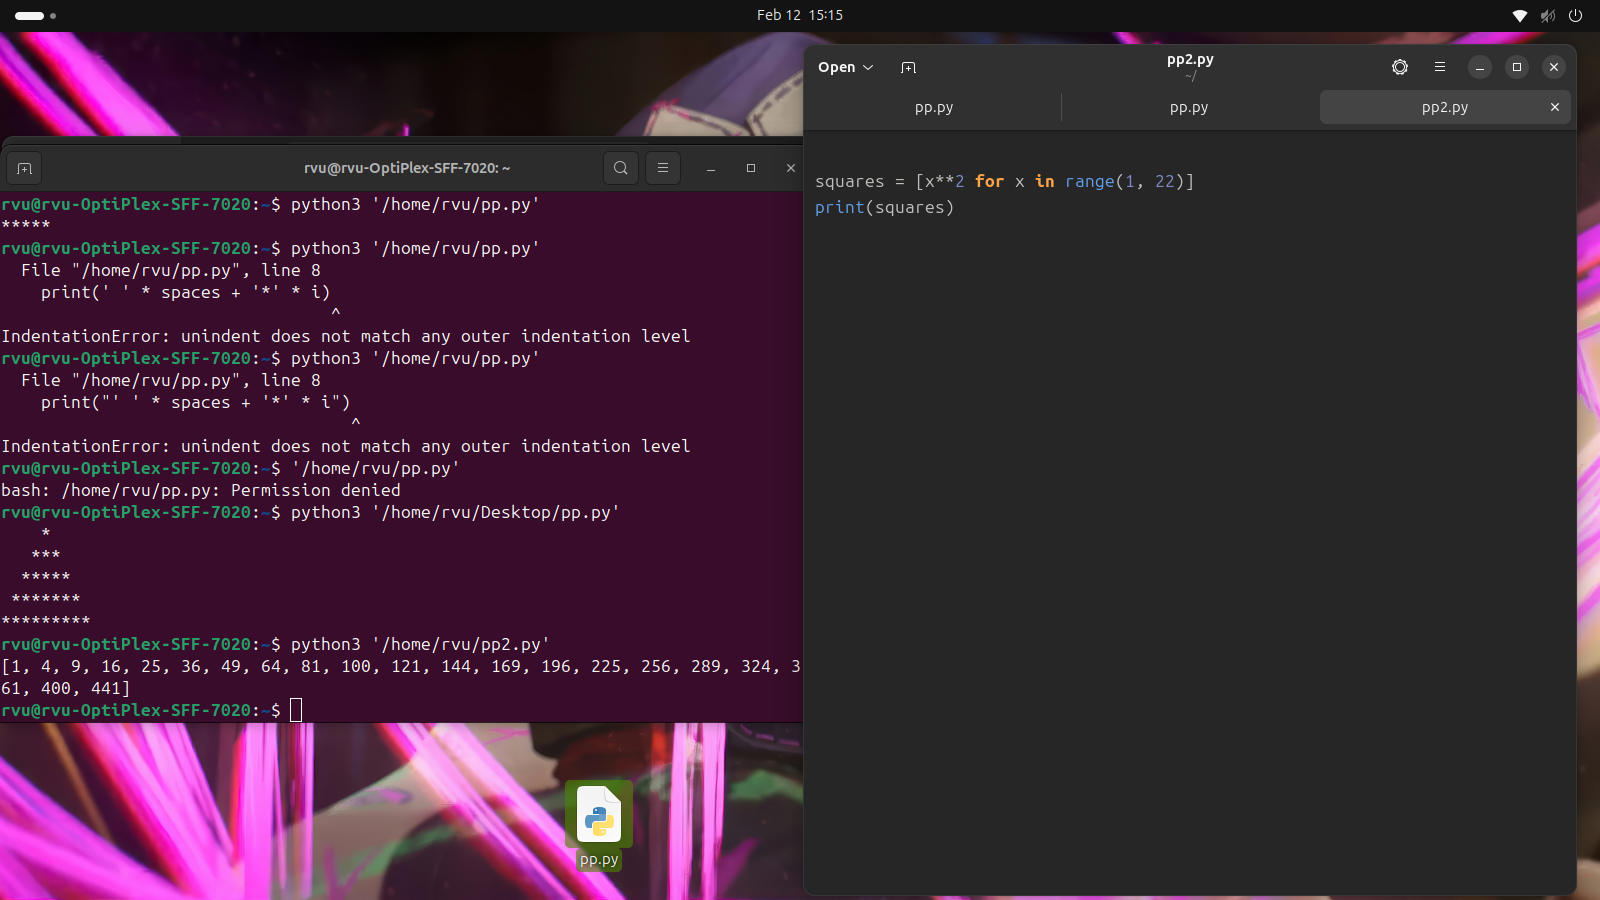 Feb 12  15:15
rvu@rvu-OptiPlex-SFF-7020: ~
rvu@rvu-OptiPlex-SFF-7020:~$ python3 '/home/rvu/pp.py'
*****
rvu@rvu-OptiPlex-SFF-7020:~$ python3 '/home/rvu/pp.py'
  File "/home/rvu/pp.py", line 8
    print(' ' * spaces + '*' * i)
                                 ^
IndentationError: unindent does not match any outer indentation level
rvu@rvu-OptiPlex-SFF-7020:~$ python3 '/home/rvu/pp.py'
  File "/home/rvu/pp.py", line 8
    print("' ' * spaces + '*' * i")
                                   ^
IndentationError: unindent does not match any outer indentation level
rvu@rvu-OptiPlex-SFF-7020:~$ '/home/rvu/pp.py'
bash: /home/rvu/pp.py: Permission denied
rvu@rvu-OptiPlex-SFF-7020:~$ python3 '/home/rvu/Desktop/pp.py'
    *
   ***
  *****
 *******
*********
rvu@rvu-OptiPlex-SFF-7020:~$ python3 '/home/rvu/pp2.py'
[1, 4, 9, 16, 25, 36, 49, 64, 81, 100, 121, 144, 169, 196, 225, 256, 289, 324, 3
61, 400, 441]
rvu@rvu-OptiPlex-SFF-7020:~$
Open
pp2.py
~/
pp.py
pp.py
pp2.py
squares = [x**2 for x in range(1, 22)]
print(squares)
pp.py